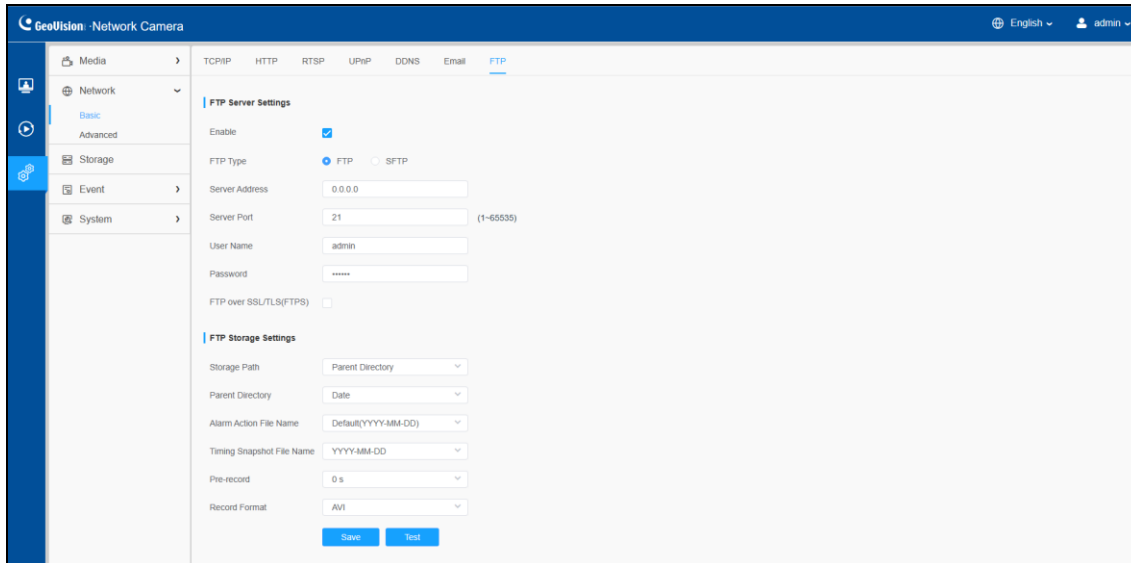 GeoVision Network Camera
English
admin
Media
Network
Basic
Advanced
Storage
Event
System
TCP/IP HTTP RTSP UPnP DDNS Email FTP
FTP Server Settings
Enable
FTP Type FTP SFTP
Server Address 0.0.0.0
Server Port 21 (1~65535)
User Name admin
Password ••••••
FTP over SSL/TLS(FTPS)
FTP Storage Settings
Storage Path Parent Directory
Parent Directory Date
Alarm Action File Name Default(YYYY-MM-DD)
Timing Snapshot File Name YYYY-MM-DD
Pre-record 0 s
Record Format AVI
Save Test